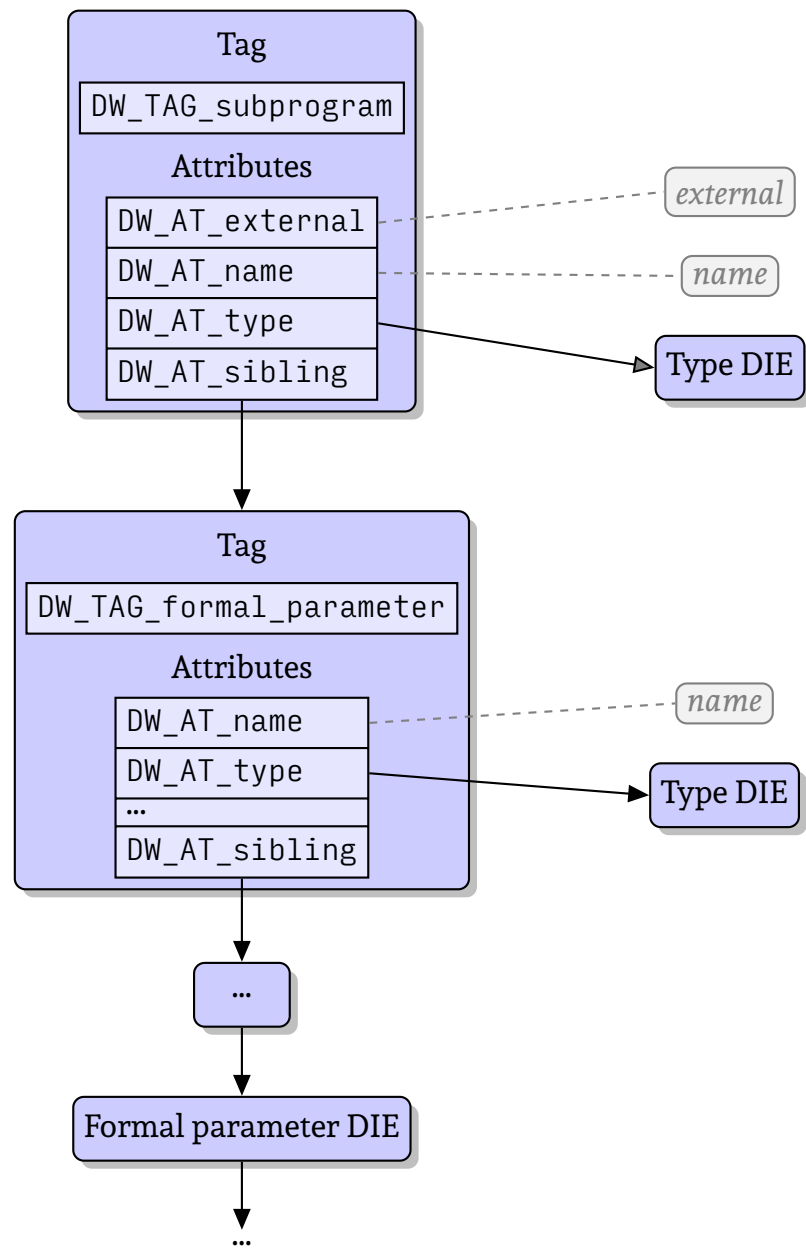 Tag
DW_TAG_subprogram
Attributes
DW_AT_external
external
DW_AT_name
name
DW_AT_type
Type DIE
DW_AT_sibling
Tag
DW_TAG_formal_parameter
Attributes
DW_AT_name
name
DW_AT_type
Type DIE
…
DW_AT_sibling
…
Formal parameter DIE
…